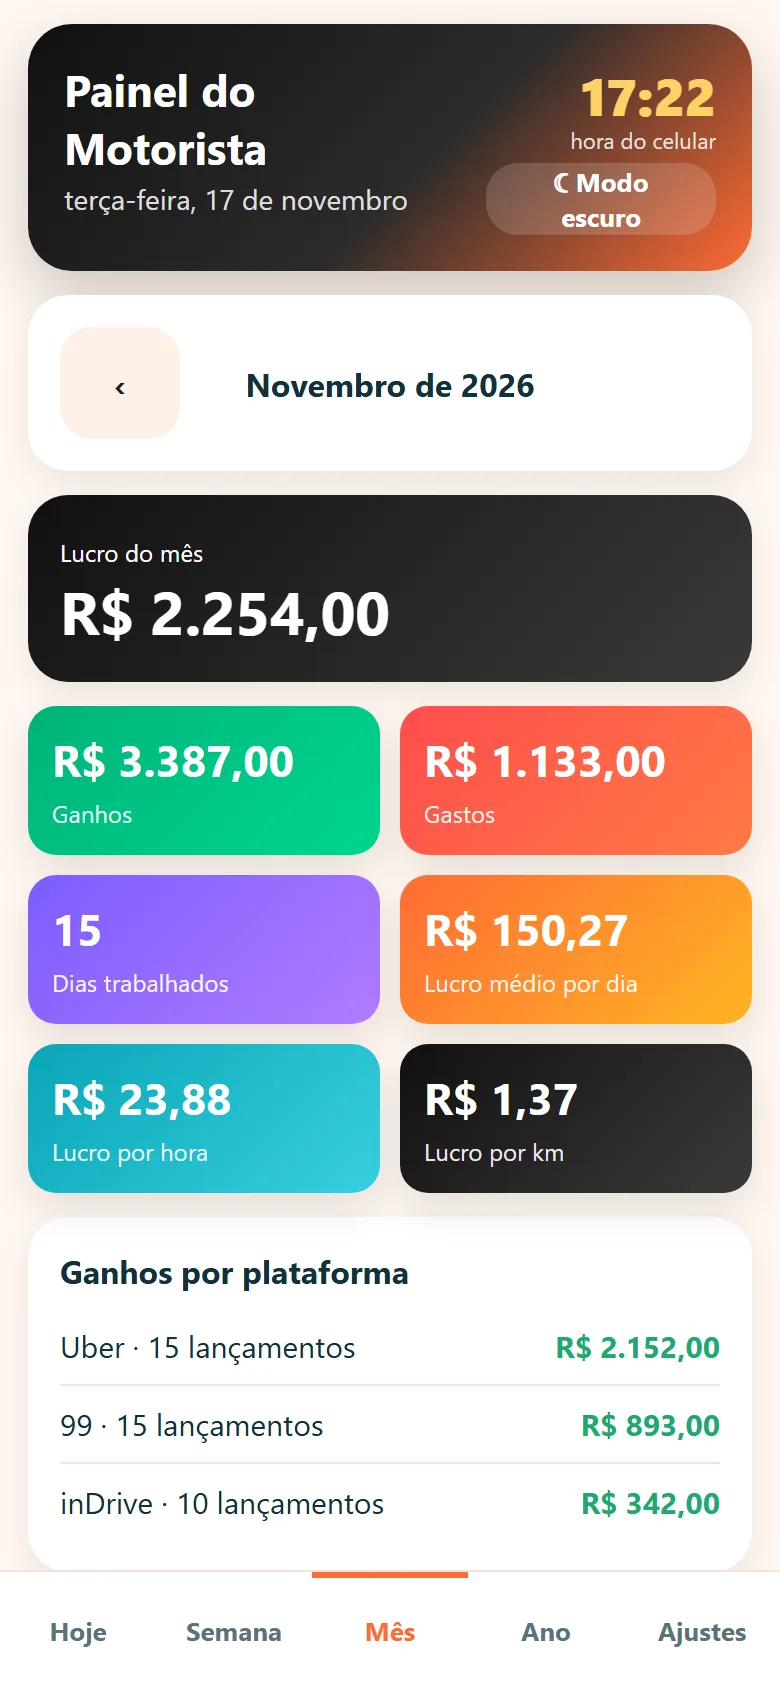 Painel do
Motorista
terça-feira, 17 de novembro
17:22
hora do celular
☾ Modo
escuro
‹
Novembro de 2026
Lucro do mês
R$ 2.254,00
R$ 3.387,00
Ganhos
R$ 1.133,00
Gastos
15
Dias trabalhados
R$ 150,27
Lucro médio por dia
R$ 23,88
Lucro por hora
R$ 1,37
Lucro por km
Ganhos por plataforma
Uber · 15 lançamentos R$ 2.152,00
99 · 15 lançamentos R$ 893,00
inDrive · 10 lançamentos R$ 342,00
Hoje Semana Mês Ano Ajustes